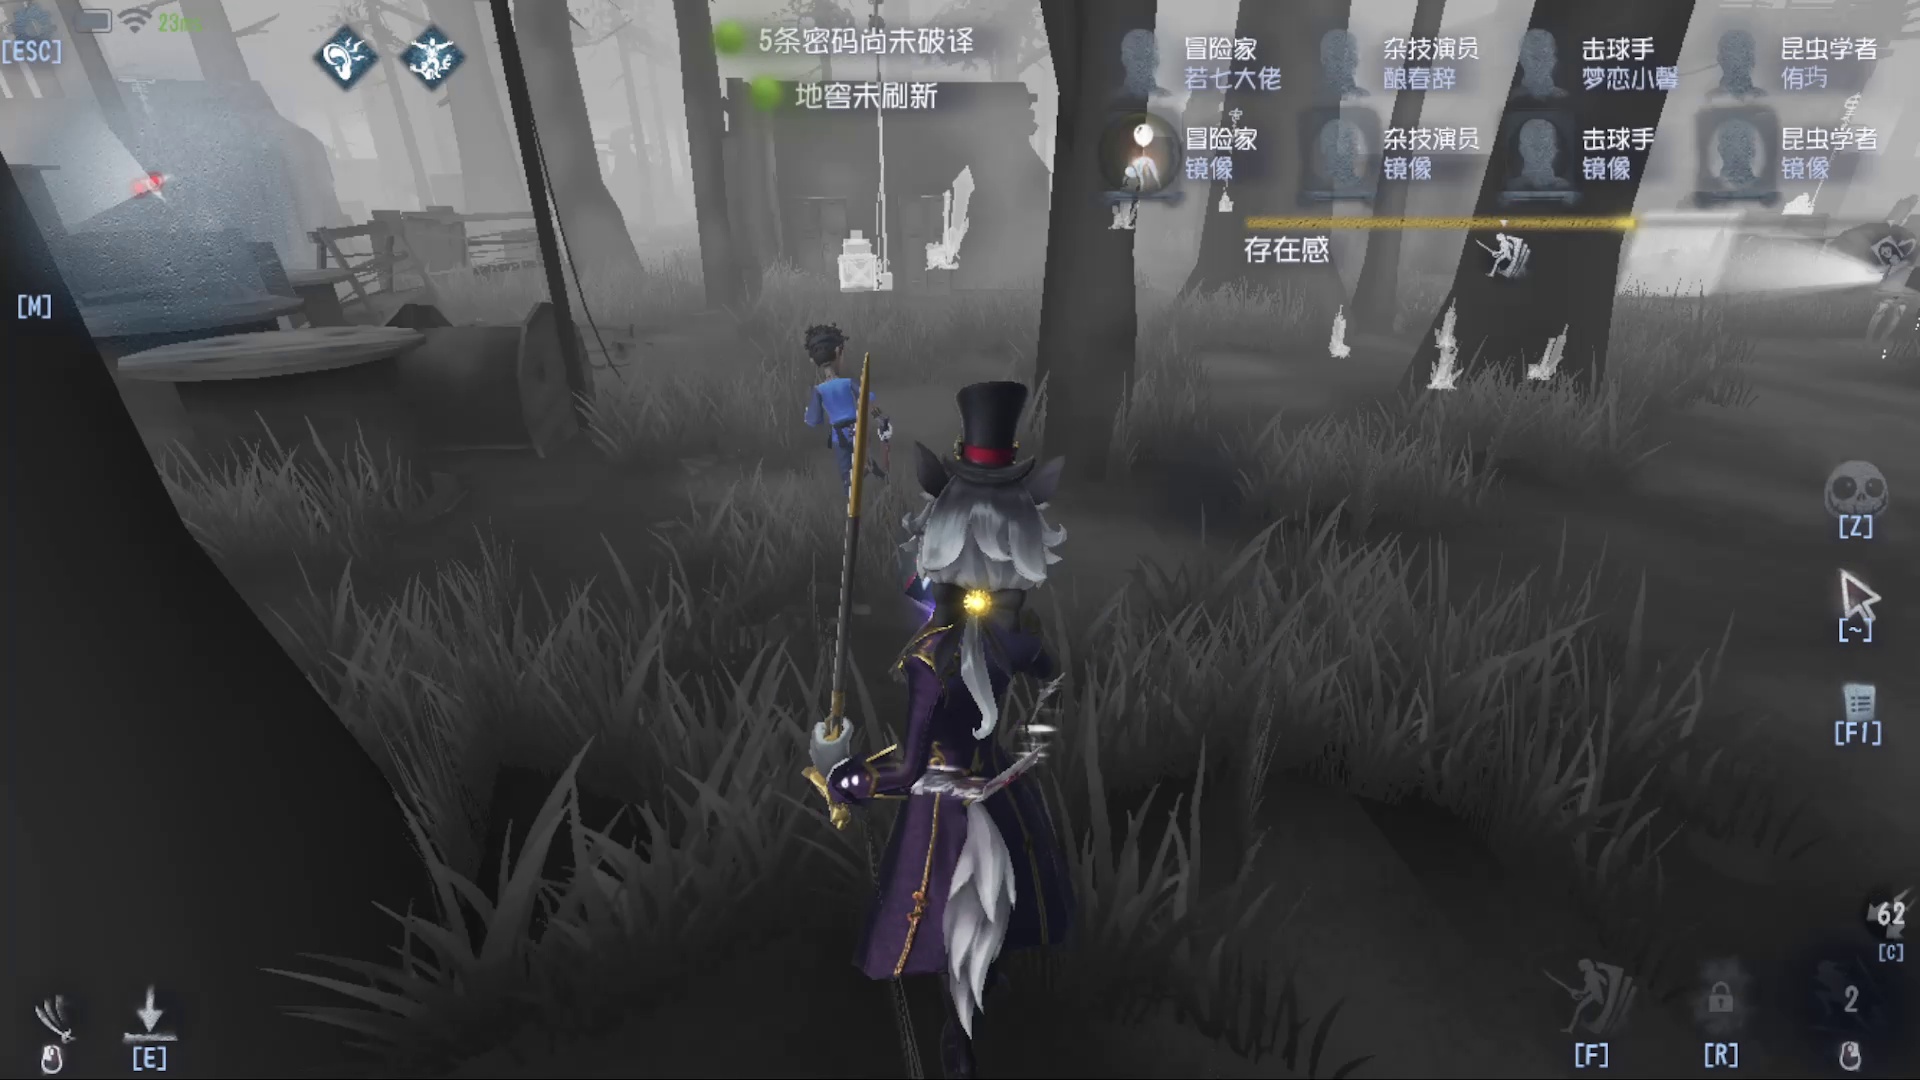 23ms
[ESC]
5条密码尚未破译
地窖未刷新
冒险家
若七大佬
杂技演员
酿春辞
击球手
梦恋小馨
昆虫学者
侑巧
冒险家
镜像
杂技演员
镜像
击球手
镜像
昆虫学者
镜像
存在感
[M]
[Z]
[~]
[F1]
62
[C]
2
[E]
[F]
[R]